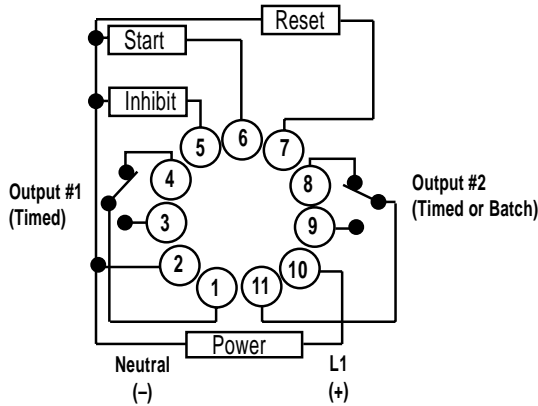 Reset
Start
Inhibit
5
6
7
4
8
Output #1
(Timed)
Output #2
(Timed or Batch)
3
9
2
10
1
11
Power
Neutral
(–)
L1
(+)